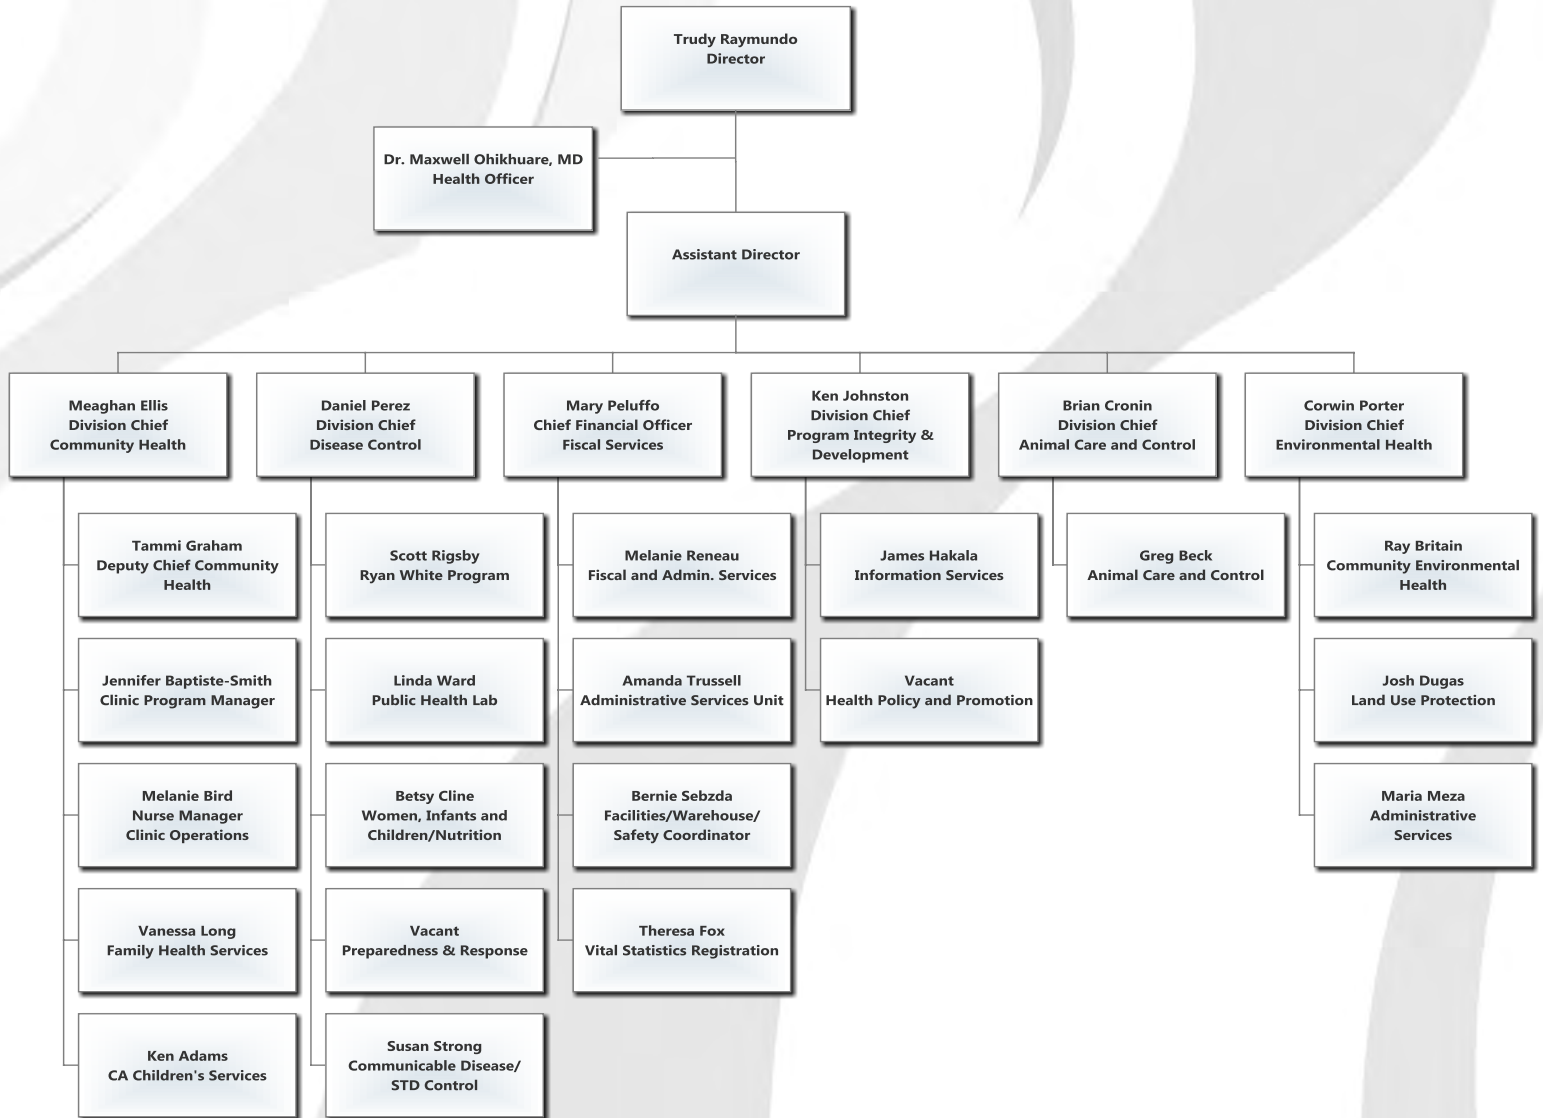 Trudy Raymundo
Director
Dr. Maxwell Ohikhuare, MD
Health Officer
Assistant Director
Meaghan Ellis
Division Chief
Community Health
Daniel Perez
Division Chief
Disease Control
Mary Peluffo
Chief Financial Officer
Fiscal Services
Ken Johnston
Division Chief
Program Integrity &
Development
Brian Cronin
Division Chief
Animal Care and Control
Corwin Porter
Division Chief
Environmental Health
Tammi Graham
Deputy Chief Community
Health
Jennifer Baptiste-Smith
Clinic Program Manager
Melanie Bird
Nurse Manager
Clinic Operations
Vanessa Long
Family Health Services
Ken Adams
CA Children's Services
Scott Rigsby
Ryan White Program
Linda Ward
Public Health Lab
Betsy Cline
Women, Infants and
Children/Nutrition
Vacant
Preparedness & Response
Susan Strong
Communicable Disease/
STD Control
Melanie Reneau
Fiscal and Admin. Services
Amanda Trussell
Administrative Services Unit
Bernie Sebzda
Facilities/Warehouse/
Safety Coordinator
Theresa Fox
Vital Statistics Registration
James Hakala
Information Services
Vacant
Health Policy and Promotion
Greg Beck
Animal Care and Control
Ray Britain
Community Environmental
Health
Josh Dugas
Land Use Protection
Maria Meza
Administrative
Services